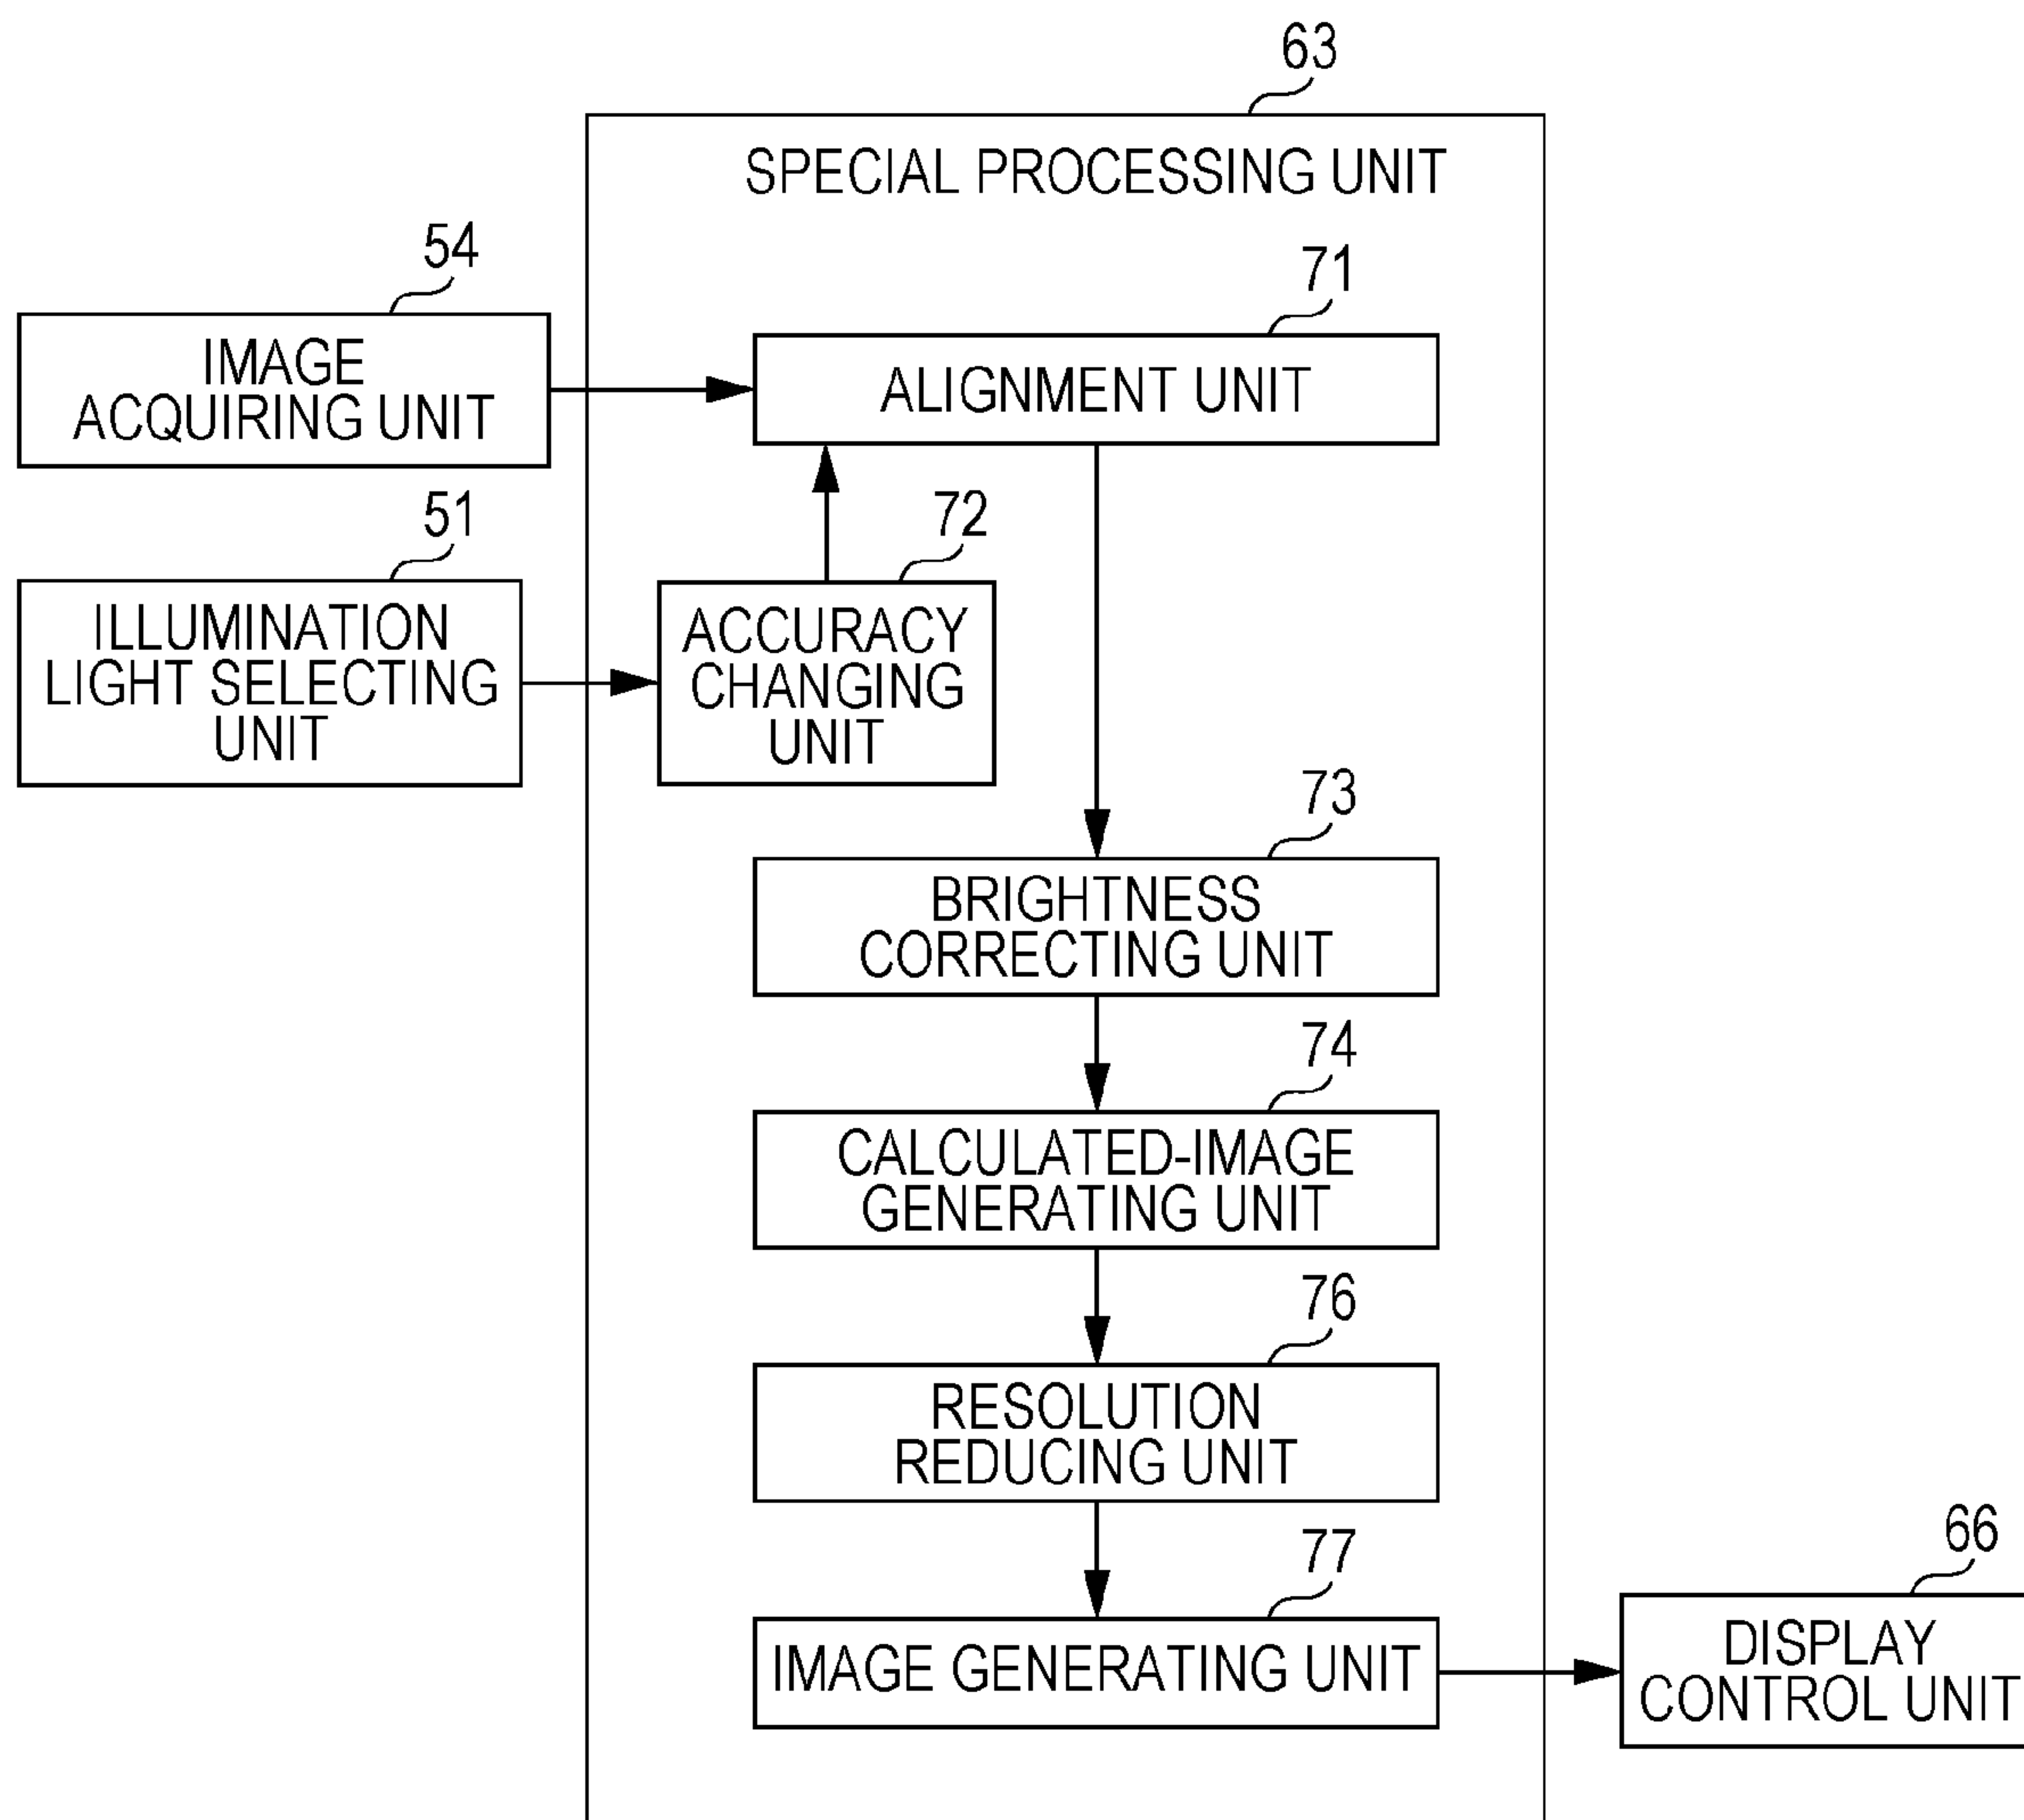 63
SPECIAL PROCESSING UNIT
54
IMAGE
ACQUIRING UNIT
71
ALIGNMENT UNIT
51
ILLUMINATION
LIGHT SELECTING
UNIT
72
ACCURACY
CHANGING
UNIT
73
BRIGHTNESS
CORRECTING UNIT
74
CALCULATED-IMAGE
GENERATING UNIT
76
RESOLUTION
REDUCING UNIT
77
IMAGE GENERATING UNIT
66
DISPLAY
CONTROL UNIT